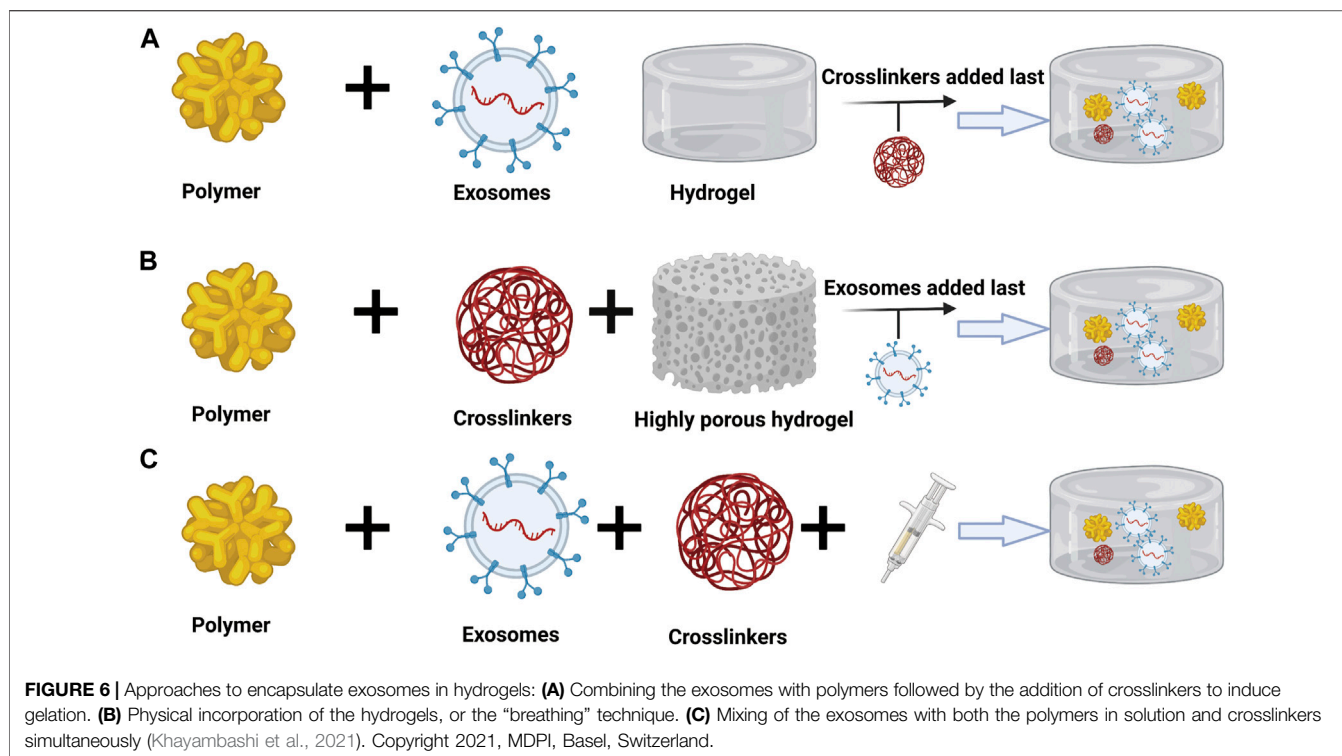 A
Crosslinkers added last
Polymer
Exosomes
Hydrogel
B
Exosomes added last
Polymer
Crosslinkers
Highly porous hydrogel
C
Polymer
Exosomes
Crosslinkers
FIGURE 6 | Approaches to encapsulate exosomes in hydrogels: (A) Combining the exosomes with polymers followed by the addition of crosslinkers to induce
gelation. (B) Physical incorporation of the hydrogels, or the “breathing” technique. (C) Mixing of the exosomes with both the polymers in solution and crosslinkers
simultaneously (Khayambashi et al., 2021). Copyright 2021, MDPI, Basel, Switzerland.